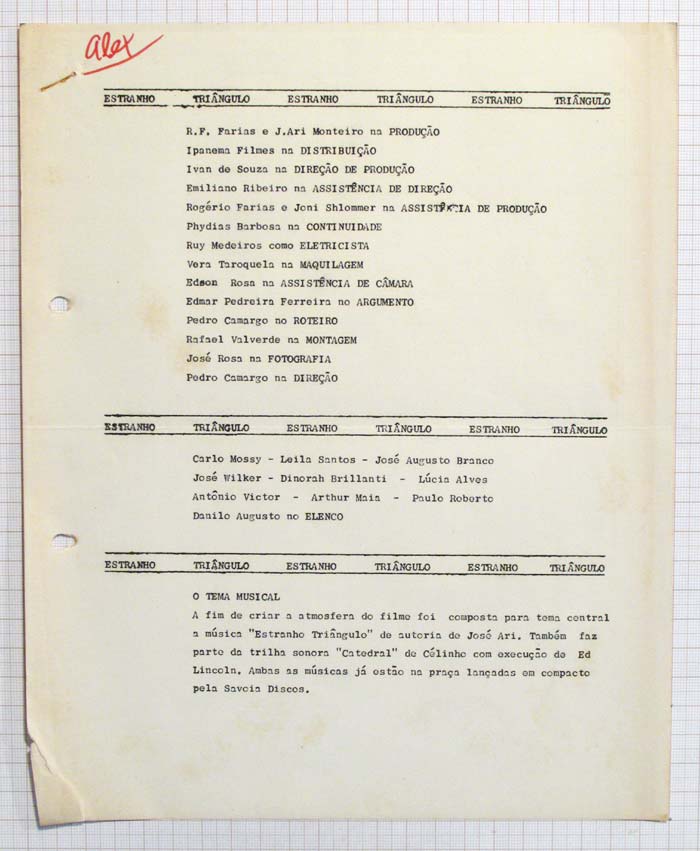 alex
ESTRANHO TRIÂNGULO ESTRANHO TRIÂNGULO ESTRANHO TRIÂNGULO
R.F. Farias e J.Ari Monteiro na PRODUÇÃO
Ipanema Filmes na DISTRIBUIÇÃO
Ivan de Souza na DIREÇÃO DE PRODUÇÃO
Emiliano Ribeiro na ASSISTÊNCIA DE DIREÇÃO
Rogério Farias e Joni Shlommer na ASSISTÊNCIA DE PRODUÇÃO
Phydias Barbosa na CONTINUIDADE
Ruy Medeiros como ELETRICISTA
Vera Taroquela na MAQUILAGEM
Edson Rosa na ASSISTÊNCIA DE CÂMARA
Edmar Pedreira Ferreira no ARGUMENTO
Pedro Camargo no ROTEIRO
Rafael Valverde na MONTAGEM
José Rosa na FOTOGRAFIA
Pedro Camargo na DIREÇÃO
ESTRANHO TRIÂNGULO ESTRANHO TRIÂNGULO ESTRANHO TRIÂNGULO
Carlo Mossy - Leila Santos - José Augusto Branco
José Wilker - Dinorah Brillanti - Lúcia Alves
Antônio Victor - Arthur Maia - Paulo Roberto
Danilo Augusto no ELENCO
ESTRANHO TRIÂNGULO ESTRANHO TRIÂNGULO ESTRANHO TRIÂNGULO
O TEMA MUSICAL
A fim de criar a atmosfera do filme foi composta para tema central
a música "Estranho Triângulo" de autoria de José Ari. Também faz
parte da trilha sonora "Catedral" de Célinho com execução de Ed
Lincoln. Ambas as músicas já estão na praça lançadas em compacto
pela Savoia Discos.